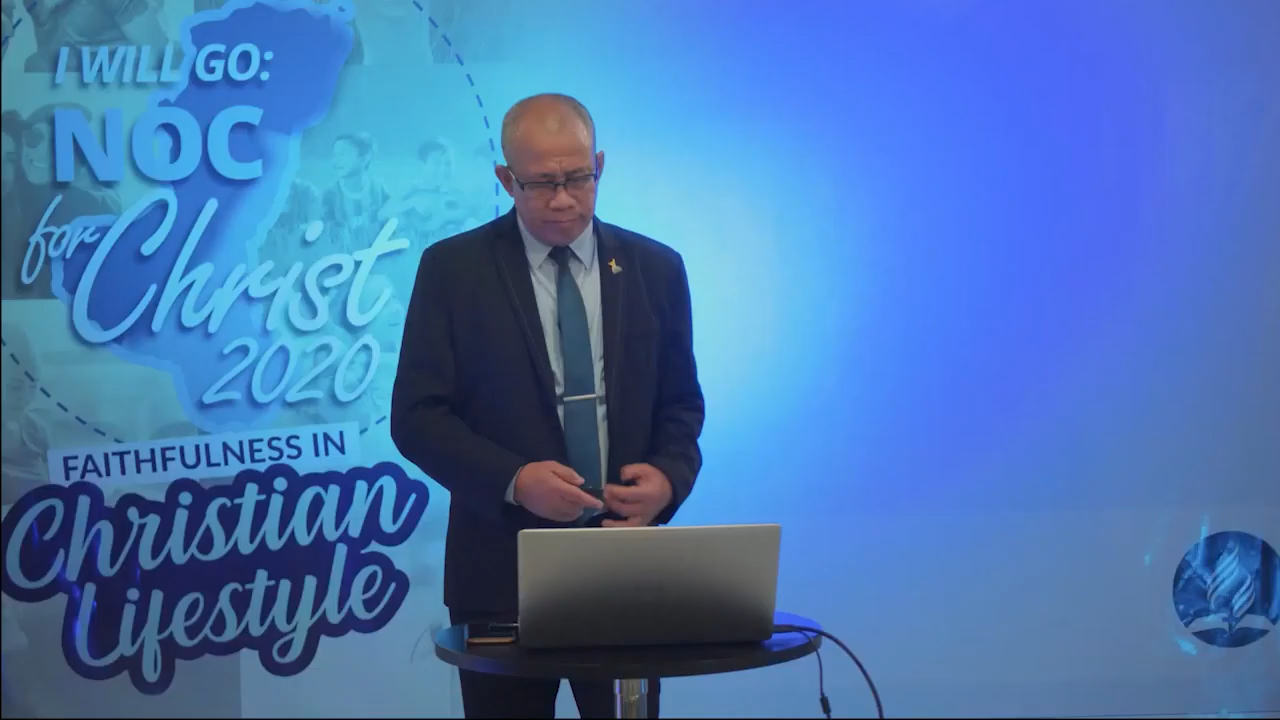 I WILL GO:
NOC
for Christ
2020
FAITHFULNESS IN
Christian
Lifestyle